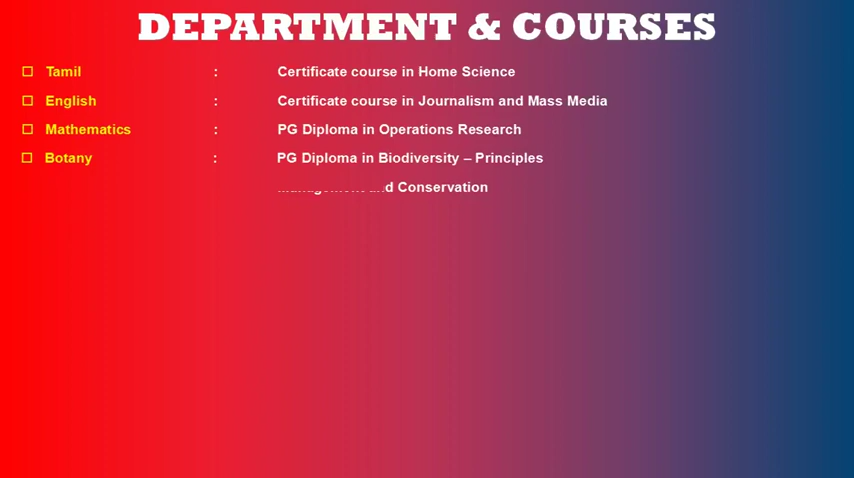 DEPARTMENT & COURSES
Tamil : Certificate course in Home Science
English : Certificate course in Journalism and Mass Media
Mathematics : PG Diploma in Operations Research
Botany : PG Diploma in Biodiversity – Principles
Conservation